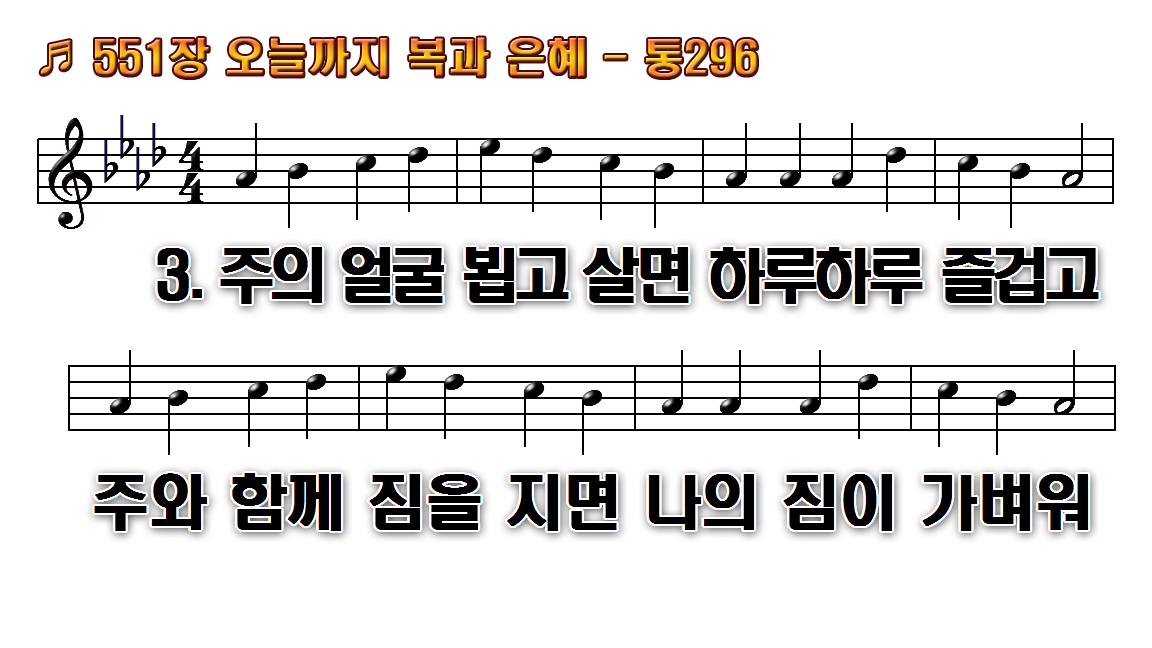 ♬ 551장 오늘까지 복과 은혜 - 통296
4
4
3. 주의 얼굴 뵙고 살면 하루하루 즐겁고
주와 함께 짐을 지면 나의 짐이 가벼워